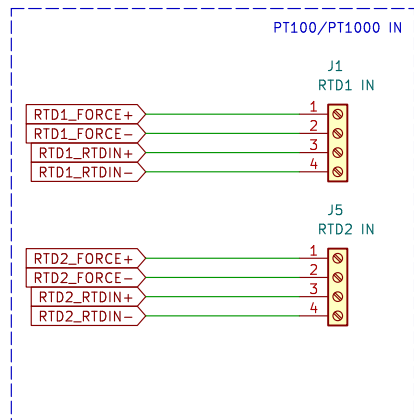 PT100/PT1000 IN
J1
RTD1 IN
RTD1_FORCE+ 1
RTD1_FORCE- 2
RTD1_RTDIN+ 3
RTD1_RTDIN- 4
J5
RTD2 IN
RTD2_FORCE+ 1
RTD2_FORCE- 2
RTD2_RTDIN+ 3
RTD2_RTDIN- 4